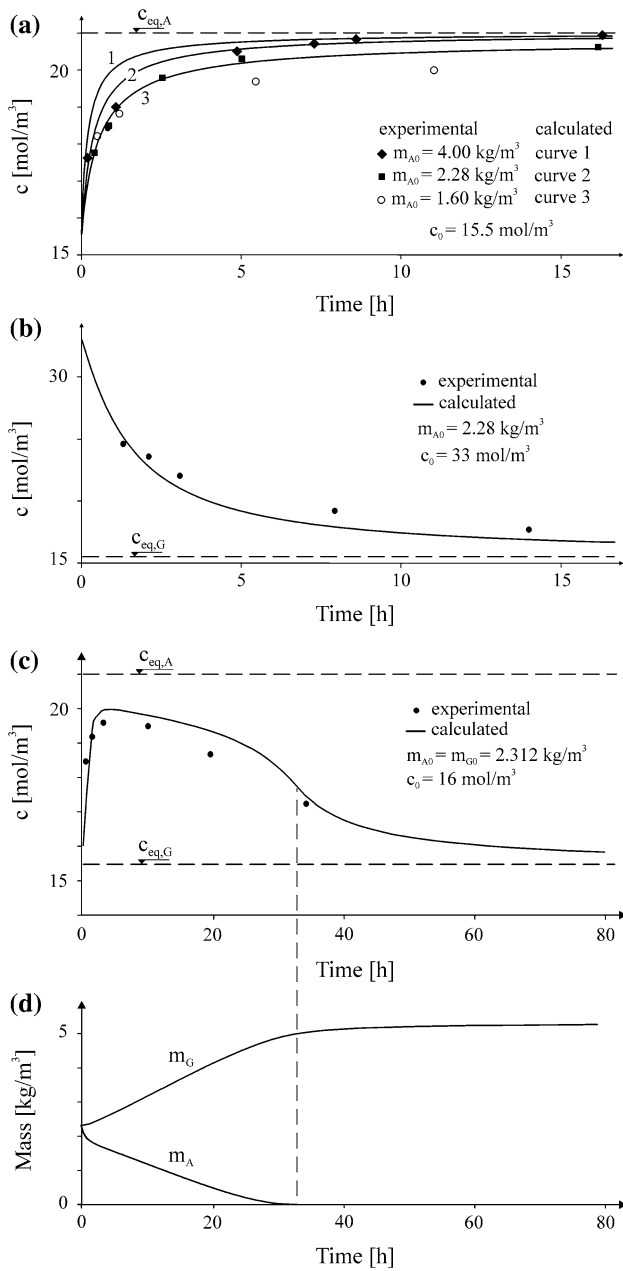 (a)
c_eq,A
20
15
c [mol/m³]
1
2
3
experimental calculated
♦ m_A0 = 4.00 kg/m³ curve 1
■ m_A0 = 2.28 kg/m³ curve 2
○ m_A0 = 1.60 kg/m³ curve 3
c₀ = 15.5 mol/m³
0 5 10 15
Time [h]
(b)
30
15
c [mol/m³]
• experimental
— calculated
m_A0 = 2.28 kg/m³
c₀ = 33 mol/m³
c_eq,G
0 5 10 15
Time [h]
(c)
c_eq,A
20
15
c [mol/m³]
• experimental
— calculated
m_A0 = m_G0 = 2.312 kg/m³
c₀ = 16 mol/m³
c_eq,G
0 20 40 60 80
Time [h]
(d)
5
0
Mass [kg/m³]
m_G
m_A
0 20 40 60 80
Time [h]